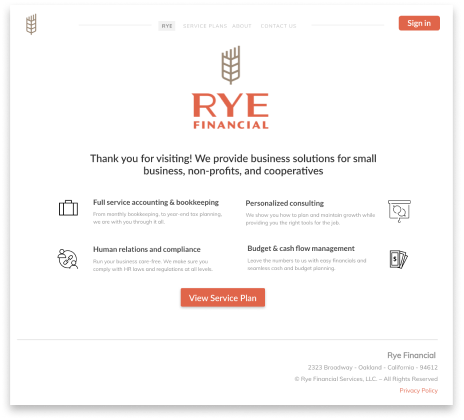 RYE SERVICE PLANS ABOUT CONTACT US
Sign in
RYE
FINANCIAL
Thank you for visiting! We provide business solutions for small
business, non-profits, and cooperatives
Full service accounting & bookkeeping
From monthly bookkeeping, to year-end tax planning,
we are with you through it all.
Personalized consulting
We show you how to plan and maintain growth while
providing you the right tools for the job.
Human relations and compliance
Run your business care-free. We make sure you
comply with HR laws and regulations at all levels.
Budget & cash flow management
Leave the numbers to us with easy financials and
seamless cash and budget planning.
$
View Service Plan
Rye Financial
2323 Broadway - Oakland - California - 94612
© Rye Financial Services, LLC. - All Rights Reserved
Privacy Policy